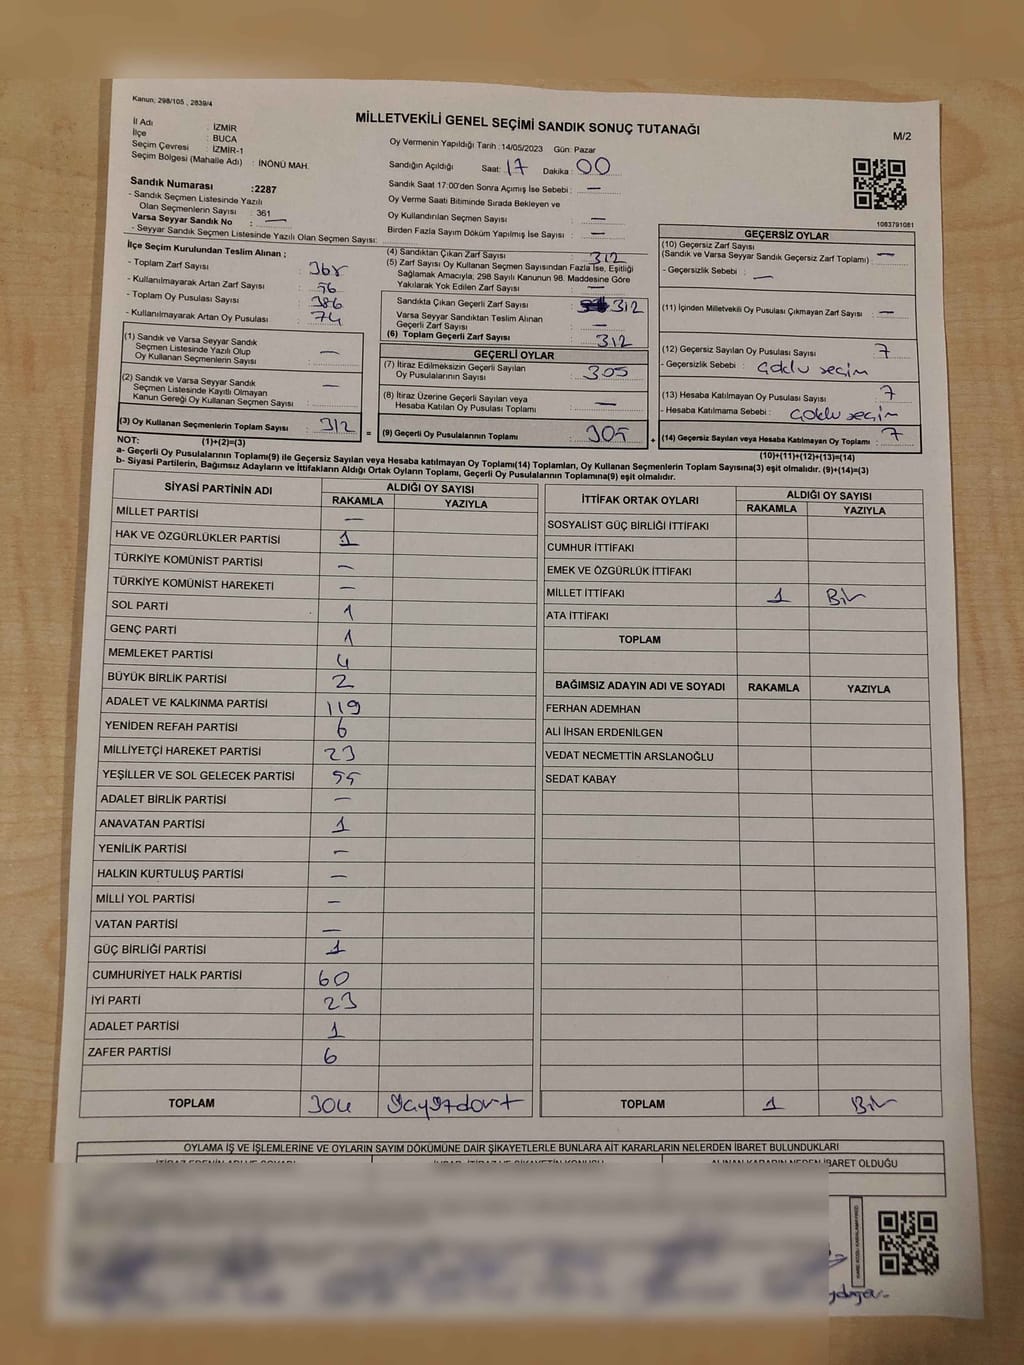 Kanun; 298/105 , 2839/4
MİLLETVEKİLİ GENEL SEÇİMİ SANDIK SONUÇ TUTANAĞI
M/2
İl Adı : İZMİR
İlçe : BUCA
Seçim Çevresi : İZMİR-1
Seçim Bölgesi (Mahalle Adı) : İNÖNÜ MAH.
Oy Vermenin Yapıldığı Tarih : 14/05/2023 Gün: Pazar
Sandığın Açıldığı Saat: 17 Dakika: 00
Sandık Saat 17:00'den Sonra Açımış İse Sebebi : —
Oy Verme Saati Bitiminde Sırada Bekleyen ve
Oy Kullandırılan Seçmen Sayısı —
Birden Fazla Sayım Döküm Yapılmış İse Sayısı : —
Sandık Numarası :2287
- Sandık Seçmen Listesinde Yazılı
Olan Seçmenlerin Sayısı : 361
Varsa Seyyar Sandık No : —
- Seyyar Sandık Seçmen Listesinde Yazılı Olan Seçmen Sayısı:
1083791081
İlçe Seçim Kurulundan Teslim Alınan ;
- Toplam Zarf Sayısı : 368
- Kullanılmayarak Artan Zarf Sayısı : 56
- Toplam Oy Pusulası Sayısı : 386
- Kullanılmayarak Artan Oy Pusulası : 74
(1) Sandık ve Varsa Seyyar Sandık
Seçmen Listesinde Yazılı Olup
Oy Kullanan Seçmenlerin Sayısı : —
(2) Sandık ve Varsa Seyyar Sandık
Seçmen Listesinde Kayıtlı Olmayan
Kanun Gereği Oy Kullanan Seçmen Sayısı : —
(3) Oy Kullanan Seçmenlerin Toplam Sayısı : 312
(4) Sandıktan Çıkan Zarf Sayısı : 312
(5) Zarf Sayısı Oy Kullanan Seçmen Sayısından Fazla İse, Eşitliği
Sağlamak Amacıyla; 298 Sayılı Kanunun 98. Maddesine Göre
Yakılarak Yok Edilen Zarf Sayısı : —
Sandıkta Çıkan Geçerli Zarf Sayısı : 312
Varsa Seyyar Sandıktan Teslim Alınan
Geçerli Zarf Sayısı : —
(6) Toplam Geçerli Zarf Sayısı : 312
GEÇERLİ OYLAR
(7) İtiraz Edilmeksizin Geçerli Sayılan
Oy Pusulalarının Sayısı : 305
(8) İtiraz Üzerine Geçerli Sayılan veya
Hesaba Katılan Oy Pusulası Toplamı : —
= (9) Geçerli Oy Pusulalarının Toplamı : 305 +
GEÇERSİZ OYLAR
(10) Geçersiz Zarf Sayısı
(Sandık ve Varsa Seyyar Sandık Geçersiz Zarf Toplamı) : —
- Geçersizlik Sebebi : —
(11) İçinden Milletvekili Oy Pusulası Çıkmayan Zarf Sayısı : —
(12) Geçersiz Sayılan Oy Pusulası Sayısı : 7
- Geçersizlik Sebebi : Çoklu seçim
(13) Hesaba Katılmayan Oy Pusulası Sayısı : 7
- Hesaba Katılmama Sebebi : Çoklu seçim
(14) Geçersiz Sayılan veya Hesaba Katılmayan Oy Toplamı : 7
NOT: (1)+(2)=(3)
(10)+(11)+(12)+(13)=(14)
a- Geçerli Oy Pusulalarının Toplamı(9) ile Geçersiz Sayılan veya Hesaba katılmayan Oy Toplamı(14) Toplamları, Oy Kullanan Seçmenlerin Toplam Sayısına(3) eşit olmalıdır. (9)+(14)=(3)
b- Siyasi Partilerin, Bağımsız Adayların ve İttifakların Aldığı Ortak Oyların Toplamı, Geçerli Oy Pusulalarının Toplamına(9) eşit olmalıdır.
SİYASİ PARTİNİN ADI ALDIĞI OY SAYISI
RAKAMLA YAZIYLA
MİLLET PARTİSİ —
HAK VE ÖZGÜRLÜKLER PARTİSİ 1
TÜRKİYE KOMÜNİST PARTİSİ —
TÜRKİYE KOMÜNİST HAREKETİ —
SOL PARTİ 1
GENÇ PARTİ 1
MEMLEKET PARTİSİ 4
BÜYÜK BİRLİK PARTİSİ 2
ADALET VE KALKINMA PARTİSİ 119
YENİDEN REFAH PARTİSİ 6
MİLLİYETÇİ HAREKET PARTİSİ 23
YEŞİLLER VE SOL GELECEK PARTİSİ 55
ADALET BİRLİK PARTİSİ —
ANAVATAN PARTİSİ 1
YENİLİK PARTİSİ —
HALKIN KURTULUŞ PARTİSİ —
MİLLİ YOL PARTİSİ —
VATAN PARTİSİ —
GÜÇ BİRLİĞİ PARTİSİ 1
CUMHURİYET HALK PARTİSİ 60
İYİ PARTİ 23
ADALET PARTİSİ 1
ZAFER PARTİSİ 6
TOPLAM 304
İTTİFAK ORTAK OYLARI ALDIĞI OY SAYISI
RAKAMLA YAZIYLA
SOSYALİST GÜÇ BİRLİĞİ İTTİFAKI
CUMHUR İTTİFAKI
EMEK VE ÖZGÜRLÜK İTTİFAKI
MİLLET İTTİFAKI 1 Bir
ATA İTTİFAKI
TOPLAM
BAĞIMSIZ ADAYIN ADI VE SOYADI RAKAMLA YAZIYLA
FERHAN ADEMHAN
ALİ İHSAN ERDENİLGEN
VEDAT NECMETTİN ARSLANOĞLU
SEDAT KABAY
TOPLAM 1 Bir
OYLAMA İŞ VE İŞLEMLERİNE VE OYLARIN SAYIM DÖKÜMÜNE DAİR ŞİKAYETLERLE BUNLARA AİT KARARLARIN NELERDEN İBARET BULUNDUKLARI
ALINAN KARARIN NEDEN İBARET OLDUĞU